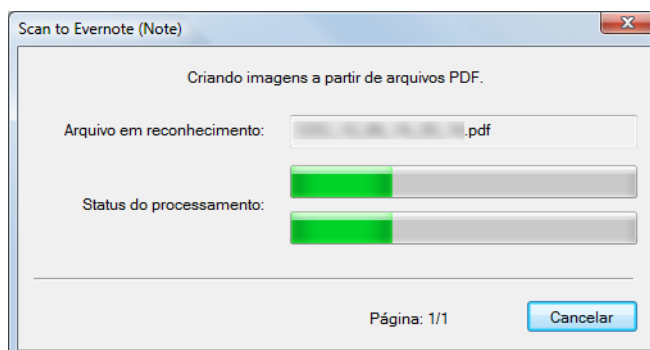 Scan to Evernote (Note)
Criando imagens a partir de arquivos PDF.
Arquivo em reconhecimento: .pdf
Status do processamento:
Página: 1/1 Cancelar